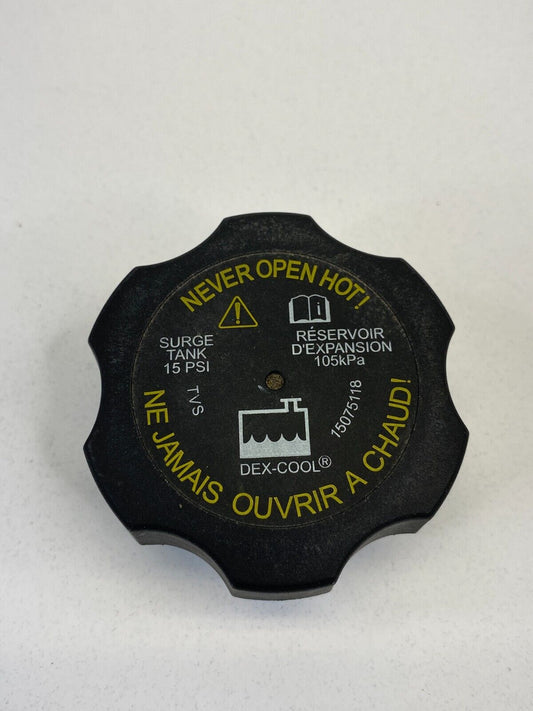 NEVER OPEN HOT!
SURGE
TANK
15 PSI
RÉSERVOIR
D'EXPANSION
105kPa
TVS
15075118
DEX-COOL®
NE JAMAIS OUVRIR A CHAUD!